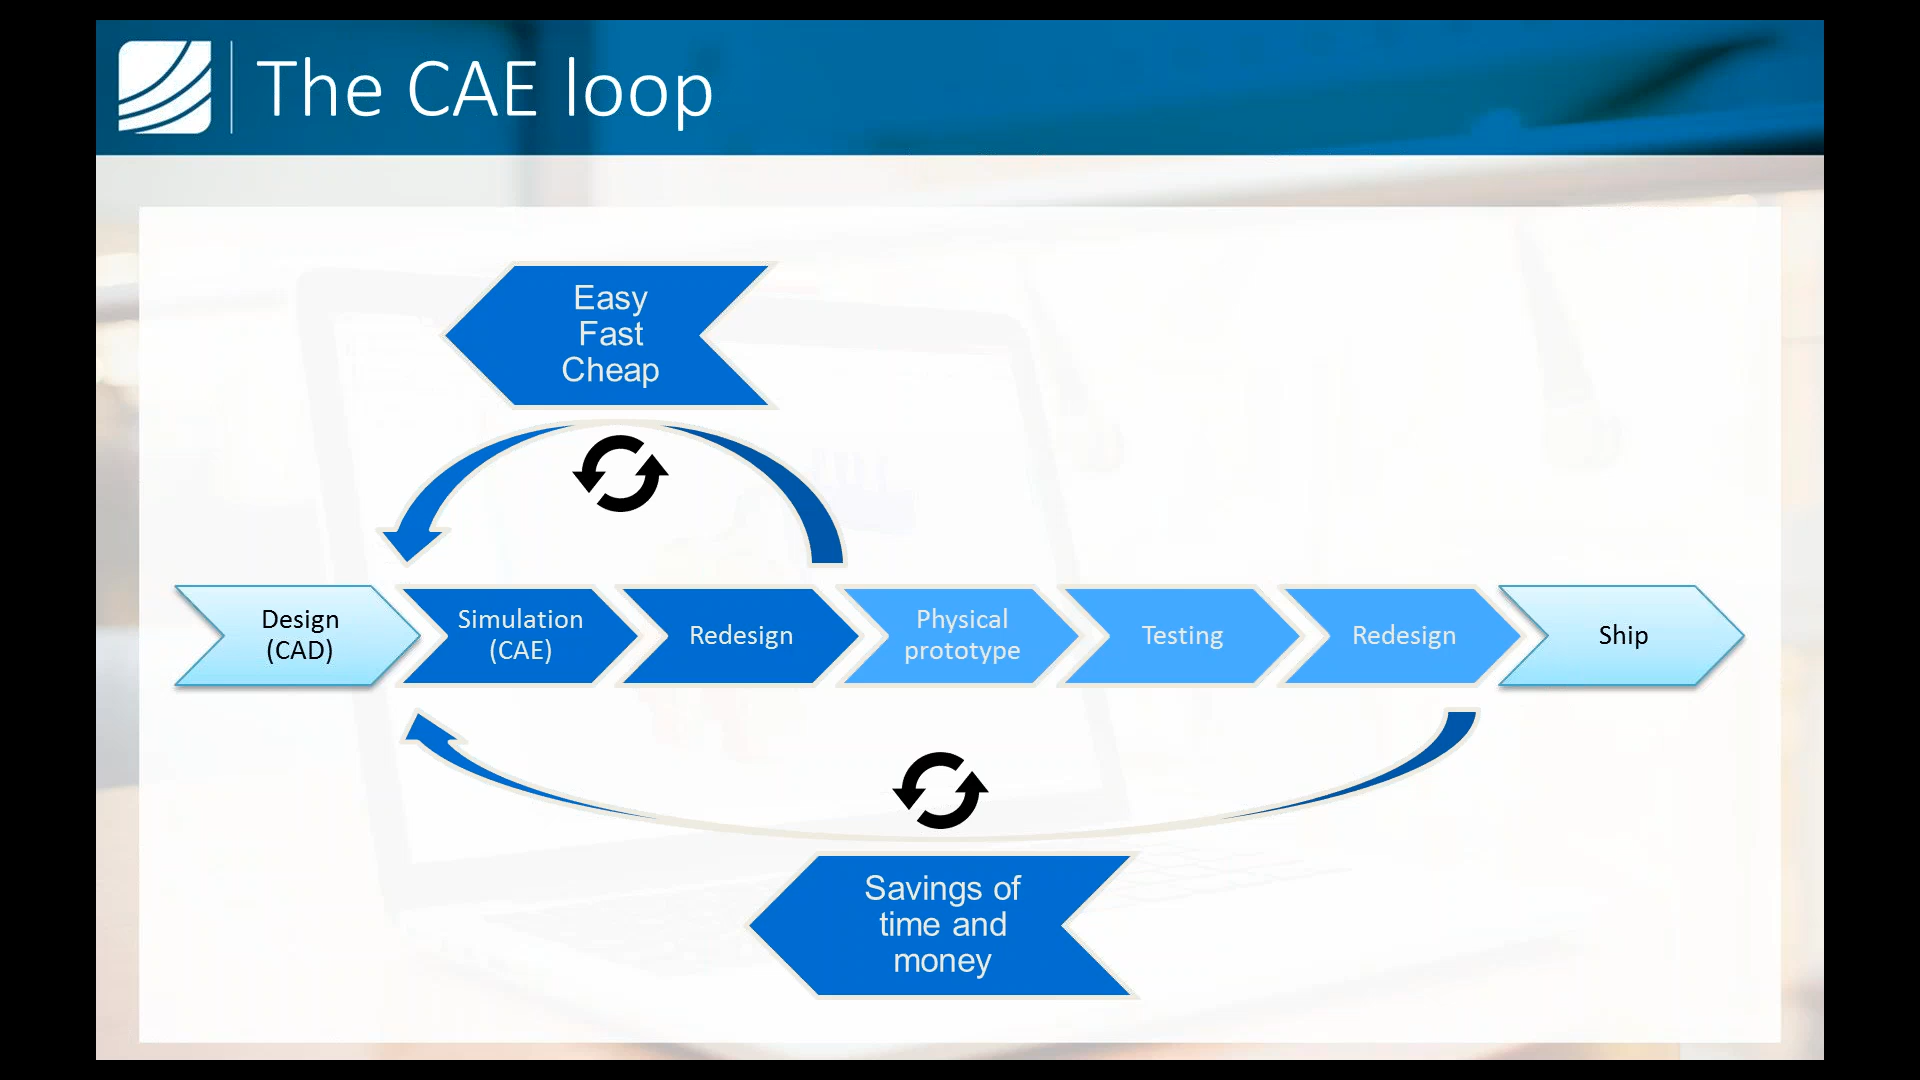 The CAE loop
Easy
Fast
Cheap
Design
(CAD)
Simulation
(CAE)
Redesign
Physical
prototype
Testing
Redesign
Ship
Savings of
time and
money